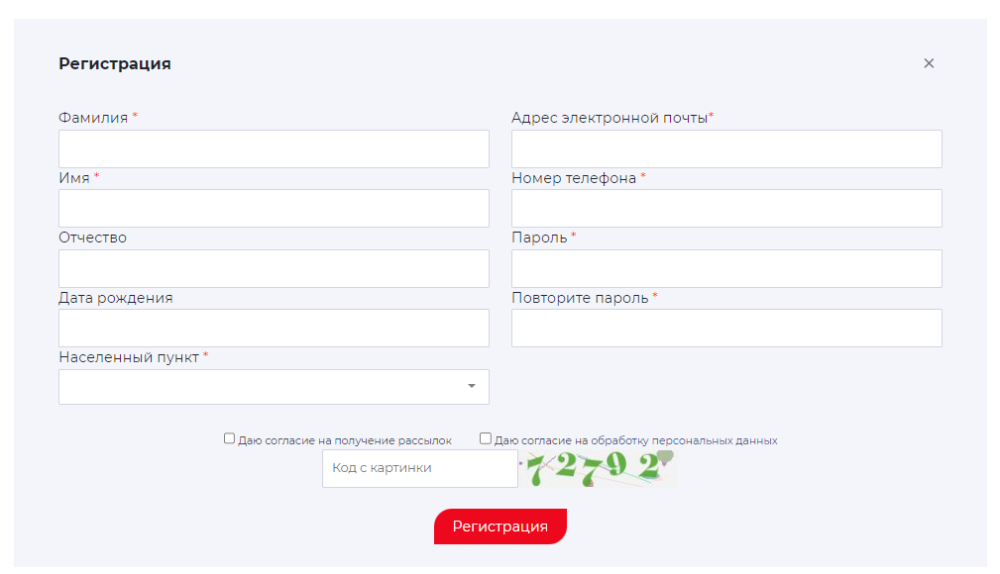 Регистрация ×
Фамилия *
Адрес электронной почты*
Имя *
Номер телефона *
Отчество
Пароль *
Дата рождения
Повторите пароль *
Населенный пункт *
Даю согласие на получение рассылок
Даю согласие на обработку персональных данных
Код с картинки
72792
Регистрация